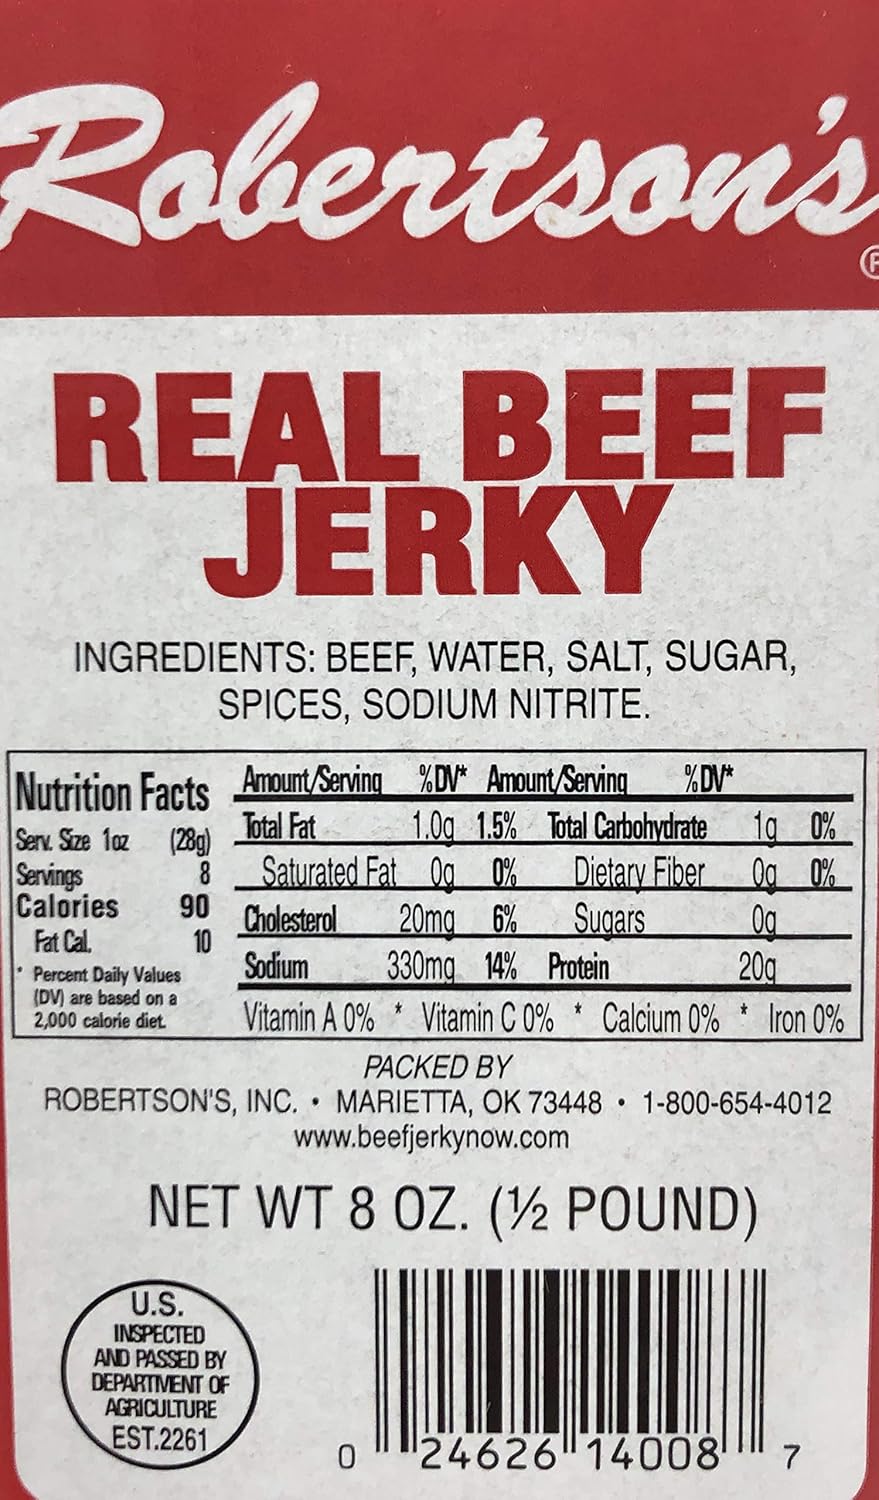 Robertson's
®
REAL BEEF
JERKY
INGREDIENTS: BEEF, WATER, SALT, SUGAR,
SPICES, SODIUM NITRITE.
Nutrition Facts
Serv. Size 1oz (28g)
Servings 8
Calories 90
Fat Cal. 10
* Percent Daily Values
(DV) are based on a
2,000 calorie diet.
Amount/Serving %DV* Amount/Serving %DV*
Total Fat 1.0g 1.5% Total Carbohydrate 1g 0%
Saturated Fat 0g 0% Dietary Fiber 0g 0%
Cholesterol 20mg 6% Sugars 0g
Sodium 330mg 14% Protein 20g
Vitamin A 0% * Vitamin C 0% * Calcium 0% * Iron 0%
PACKED BY
ROBERTSON'S, INC. • MARIETTA, OK 73448 • 1-800-654-4012
www.beefjerkynow.com
NET WT 8 OZ. (½ POUND)
U.S.
INSPECTED
AND PASSED BY
DEPARTMENT OF
AGRICULTURE
EST.2261
0 24626 14008 7